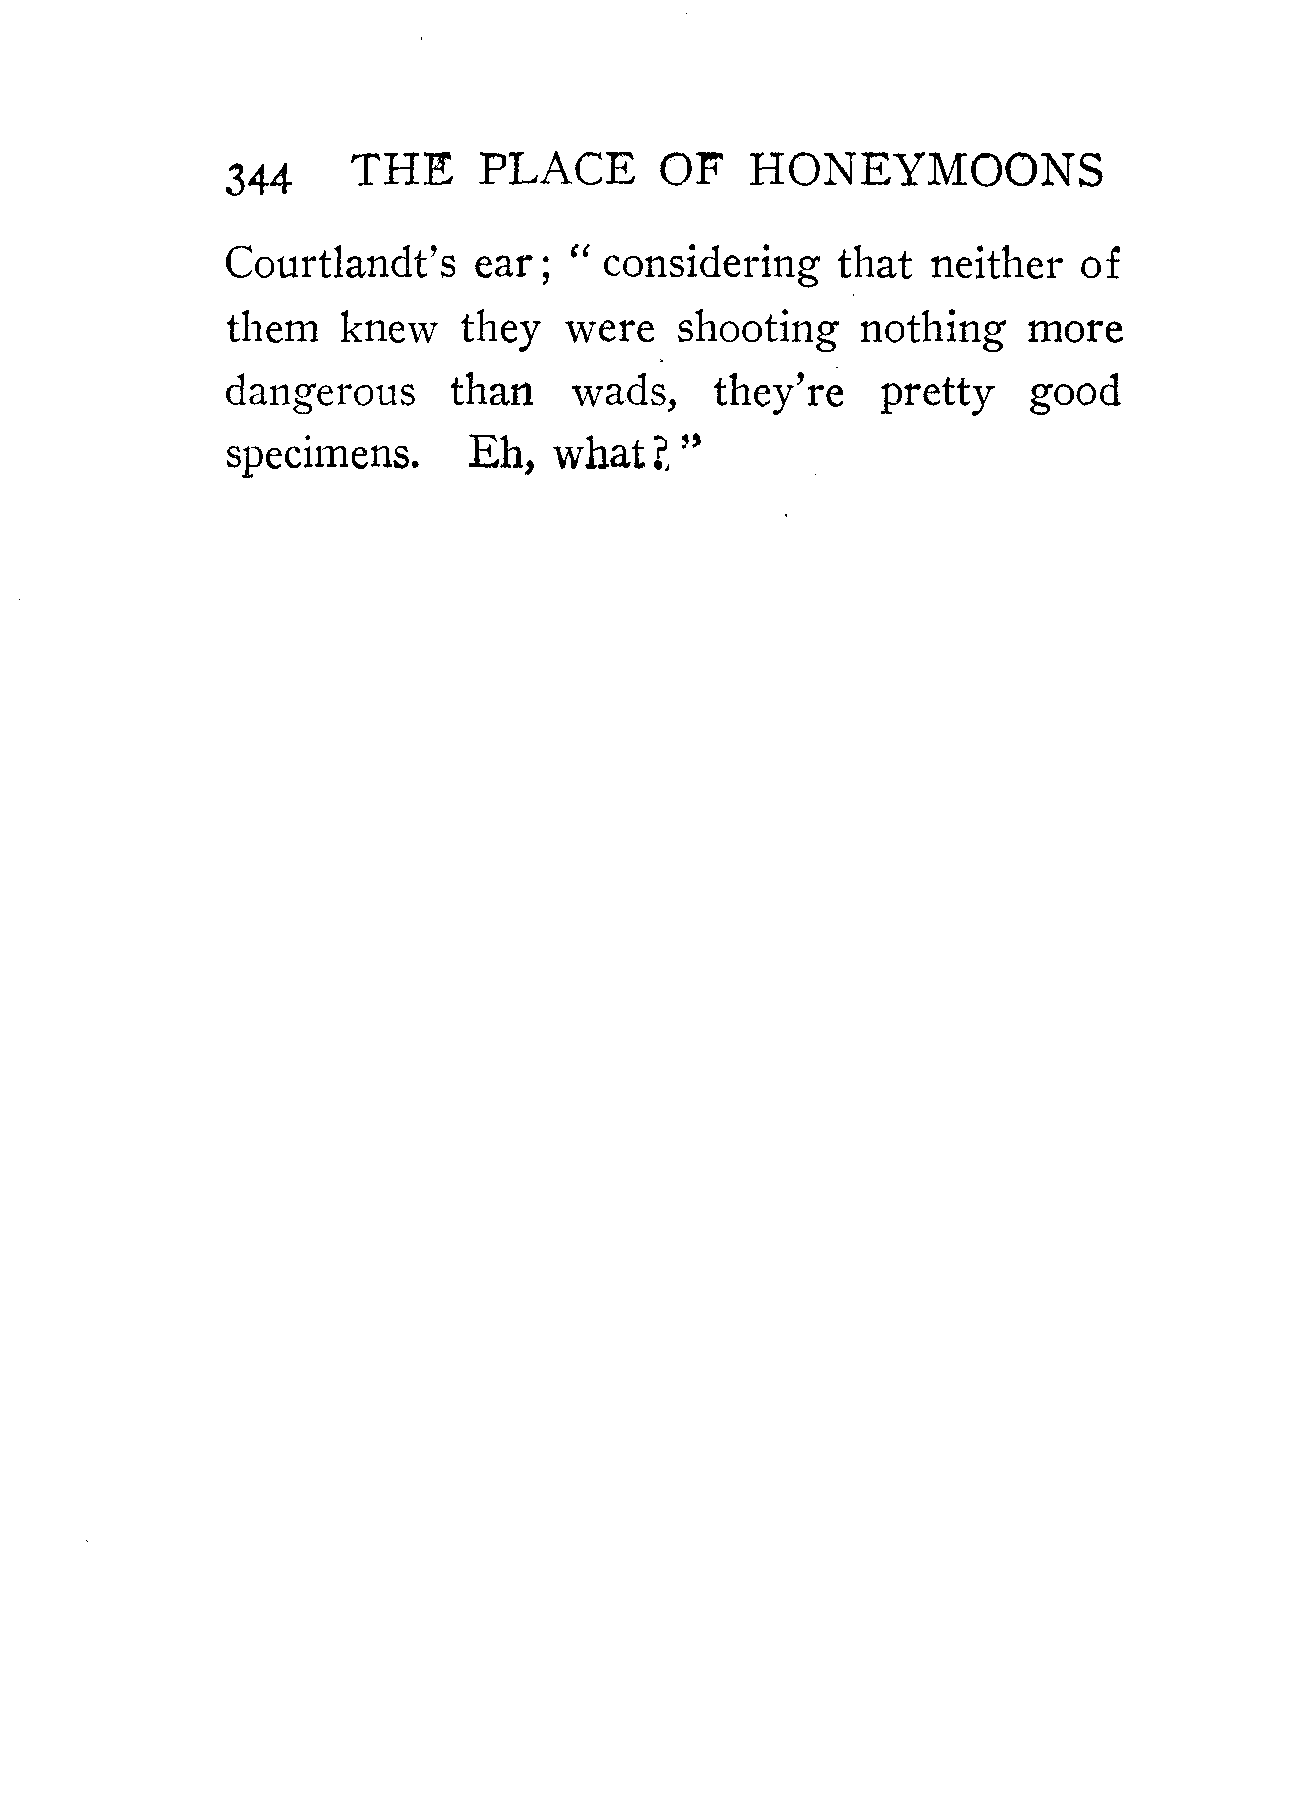 344 THE PLACE OF HONEYMOONS
Courtlandt's ear; " considering that neither of
them knew they were shooting nothing more
dangerous than wads, they're pretty good
specimens. Eh, what? "